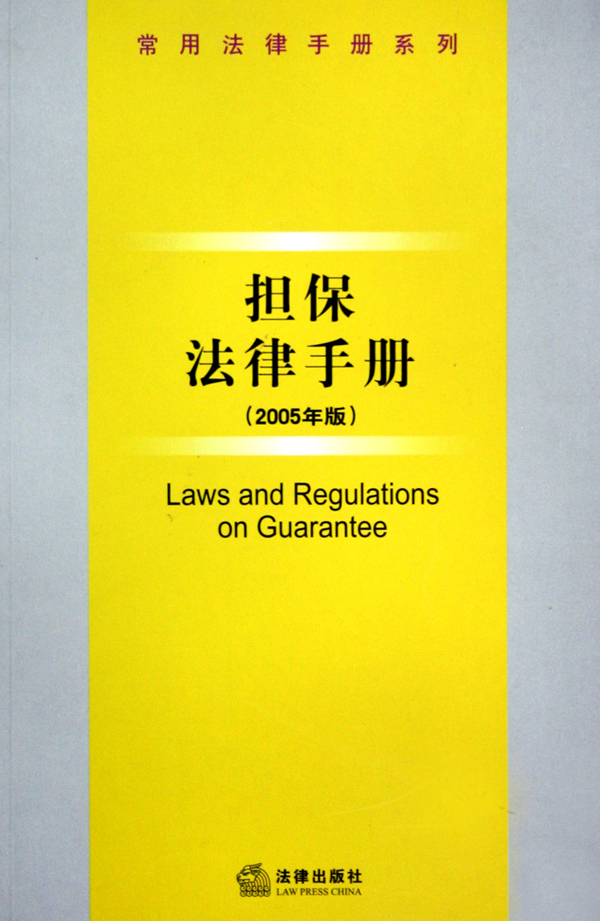 常用法律手册系列
担保
法律手册
(2005年版)
Laws and Regulations
on Guarantee
法律出版社
LAW PRESS CHINA